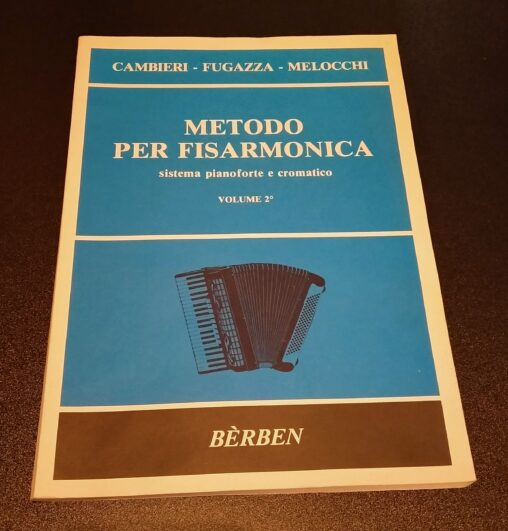 CAMBIERI - FUGAZZA - MELOCCHI
METODO
PER FISARMONICA
sistema pianoforte e cromatico
VOLUME 2°
BÈRBEN